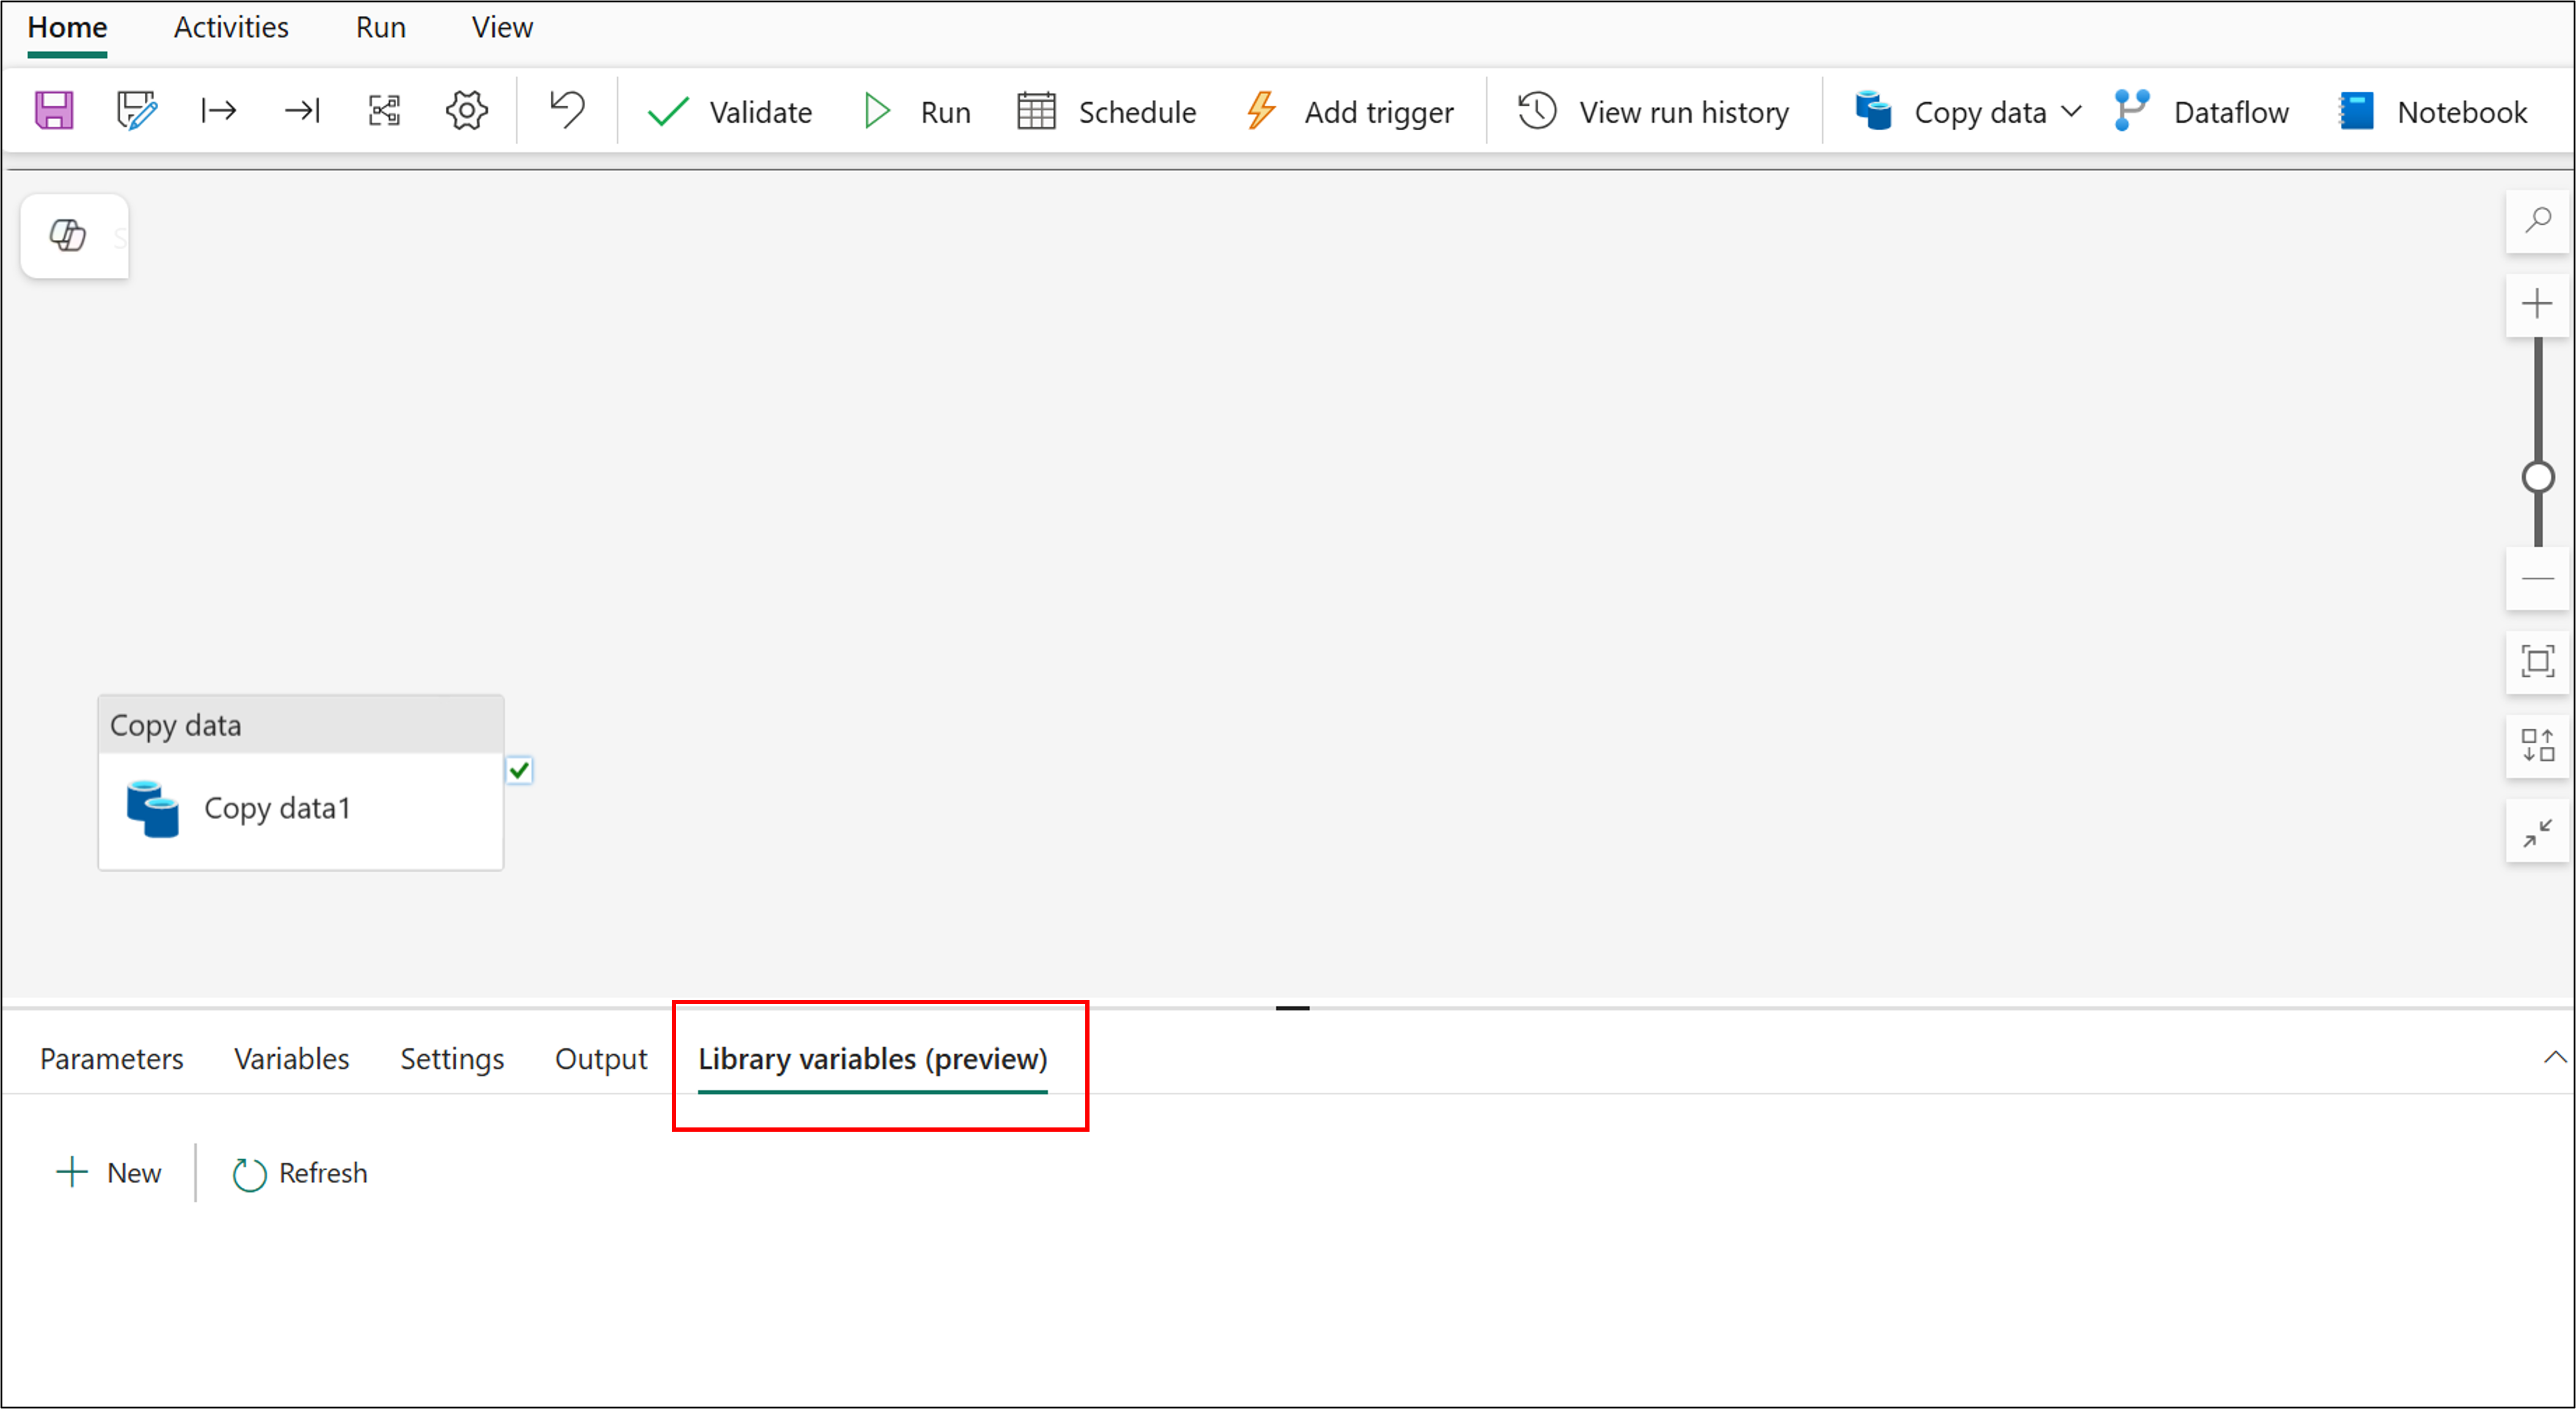 Home Activities Run View
Validate Run Schedule Add trigger View run history Copy data Dataflow Notebook
Copy data
Copy data1
Parameters Variables Settings Output Library variables (preview)
New Refresh